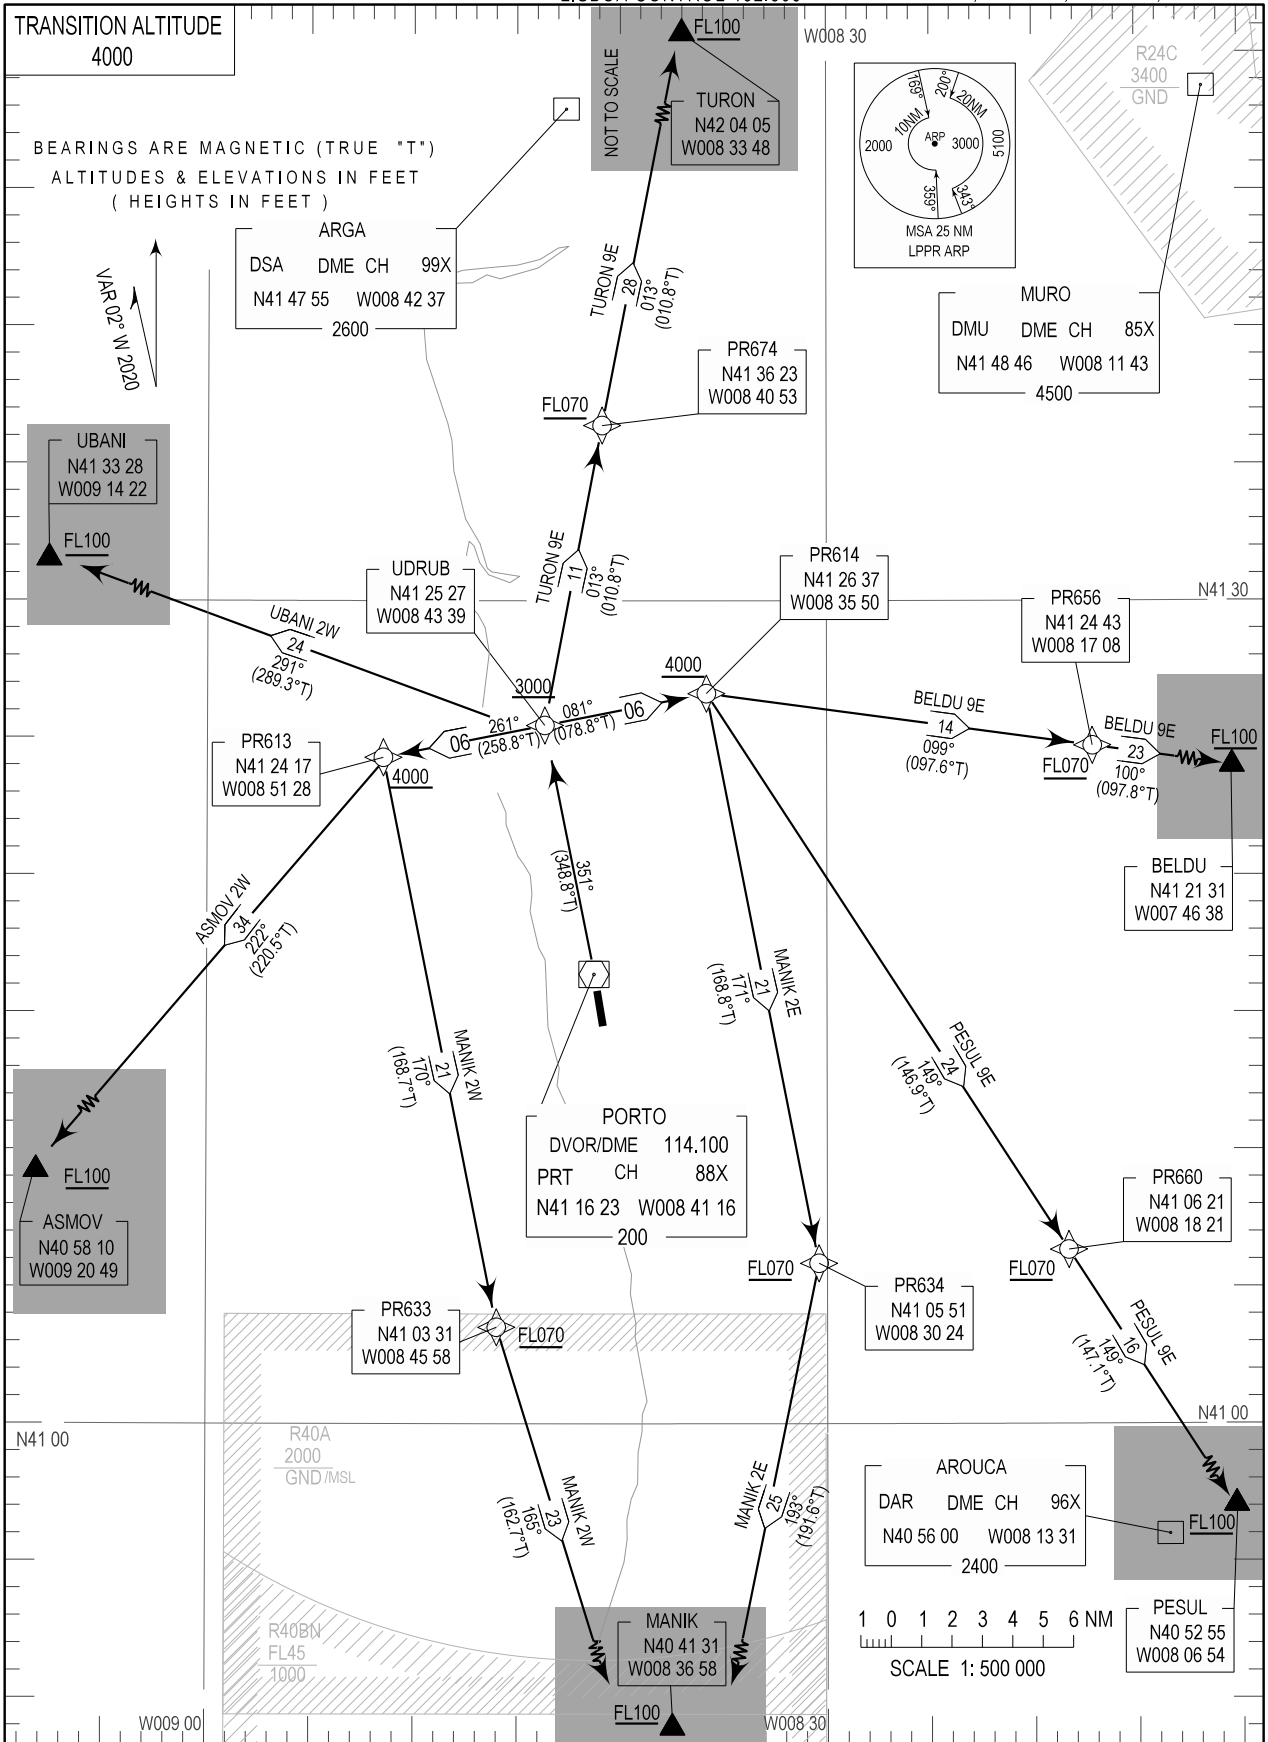 TRANSITION ALTITUDE
4000
FL100
W008 30
NOT TO SCALE
TURON
N42 04 05
W008 33 48
R24C
3400
GND
169°
200°
20NM
10NM
ARP
2000
3000
5100
359°
343°
MSA 25 NM
LPPR ARP
BEARINGS ARE MAGNETIC (TRUE "T")
ALTITUDES & ELEVATIONS IN FEET
( HEIGHTS IN FEET )
VAR 02° W 2020
ARGA
DSA DME CH 99X
N41 47 55 W008 42 37
2600
TURON 9E
28
013°
(010.8°T)
MURO
DMU DME CH 85X
N41 48 46 W008 11 43
4500
PR674
N41 36 23
W008 40 53
FL070
UBANI
N41 33 28
W009 14 22
FL100
TURON 9E
11
013°
(010.8°T)
UDRUB
N41 25 27
W008 43 39
3000
PR614
N41 26 37
W008 35 50
4000
N41 30
PR656
N41 24 43
W008 17 08
FL070
UBANI 2W
24
291°
(289.3°T)
261°
06
(258.8°T)
081°
06
(078.8°T)
PR613
N41 24 17
W008 51 28
4000
BELDU 9E
14
099°
(097.6°T)
BELDU 9E
23
100°
(097.8°T)
FL100
BELDU
N41 21 31
W007 46 38
351°
(348.8°T)
ASMOV 2W
34
222°
(220.5°T)
MANIK 2E
21
171°
(168.8°T)
MANIK 2W
21
170°
(168.7°T)
PESUL 9E
24
149°
(146.9°T)
PORTO
DVOR/DME 114.100
PRT CH 88X
N41 16 23 W008 41 16
200
FL100
ASMOV
N40 58 10
W009 20 49
PR660
N41 06 21
W008 18 21
FL070
PR634
N41 05 51
W008 30 24
FL070
PR633
N41 03 31
W008 45 58
FL070
PESUL 9E
16
149°
(147.1°T)
N41 00
N41 00
R40A
2000
GND/MSL
MANIK 2W
23
165°
(162.7°T)
MANIK 2E
25
193°
(191.6°T)
AROUCA
DAR DME CH 96X
N40 56 00 W008 13 31
2400
FL100
PESUL
N40 52 55
W008 06 54
R40BN
FL45
1000
MANIK
N40 41 31
W008 36 58
FL100
1 0 1 2 3 4 5 6 NM
SCALE 1: 500 000
W009 00
W008 30